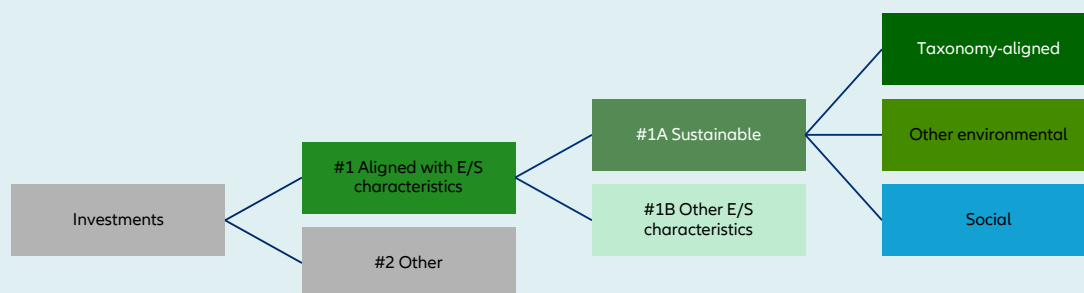 Investments
#1 Aligned with E/S
characteristics
#2 Other
#1A Sustainable
#1B Other E/S
characteristics
Taxonomy-aligned
Other environmental
Social